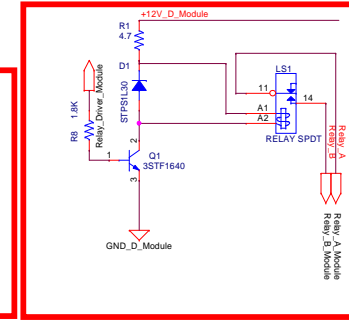 +12V_D_Module
R1
4.7
D1
STPS1L30
LS1
11
14
A1
A2
RELAY SPDT
Relay_Driver_Module
1.8K
R8
2
1
Q1
3STF1640
3
GND_D_Module
Relay_A
Relay_B
Relay_A_Module
Relay_B_Module